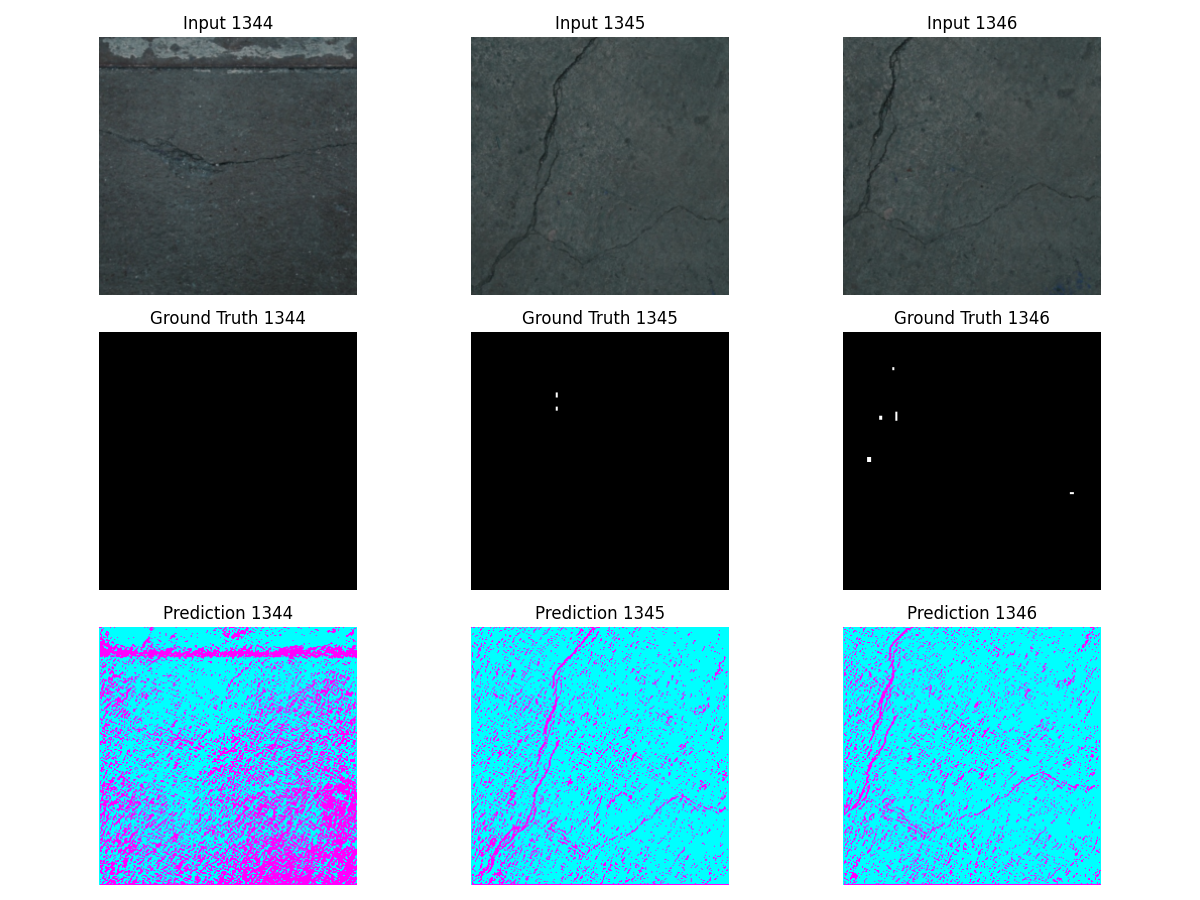 Input 1344
Input 1345
Input 1346
Ground Truth 1344
Ground Truth 1345
Ground Truth 1346
Prediction 1344
Prediction 1345
Prediction 1346